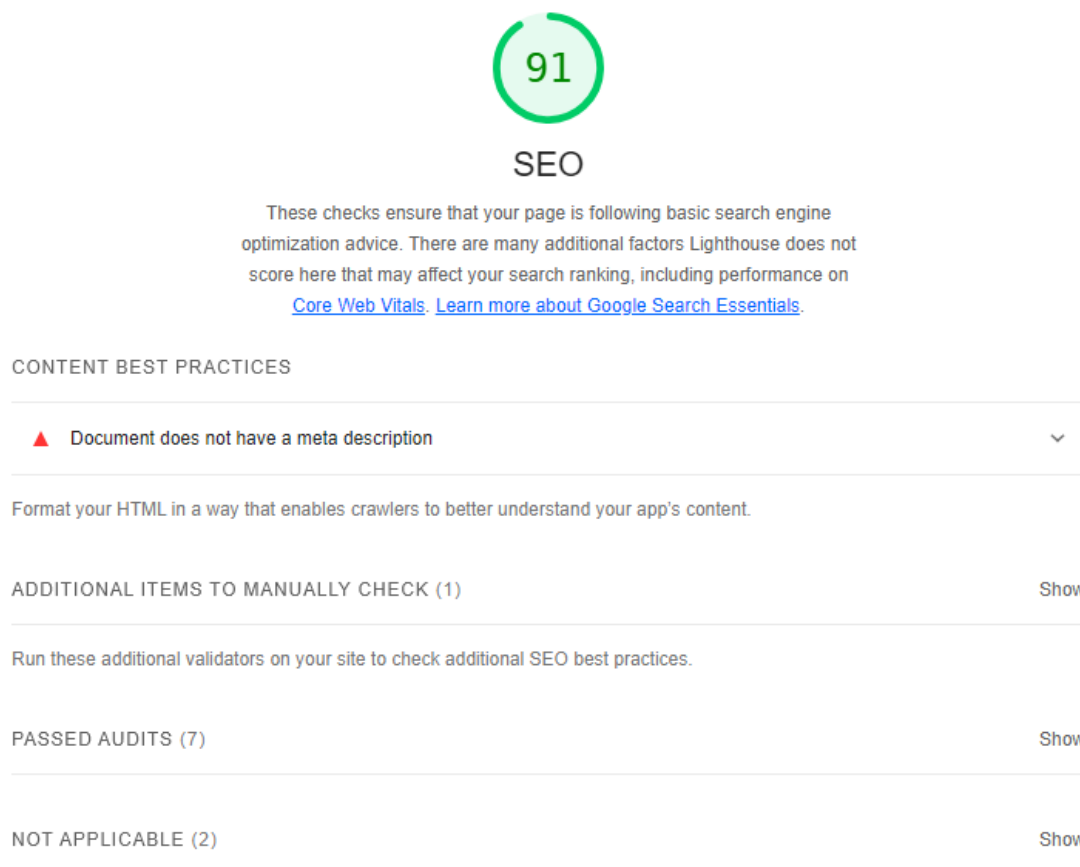 91
SEO
These checks ensure that your page is following basic search engine
optimization advice. There are many additional factors Lighthouse does not
score here that may affect your search ranking, including performance on
Core Web Vitals. Learn more about Google Search Essentials.
CONTENT BEST PRACTICES
Document does not have a meta description
Format your HTML in a way that enables crawlers to better understand your app's content.
ADDITIONAL ITEMS TO MANUALLY CHECK (1) Show
Run these additional validators on your site to check additional SEO best practices.
PASSED AUDITS (7) Show
NOT APPLICABLE (2) Show